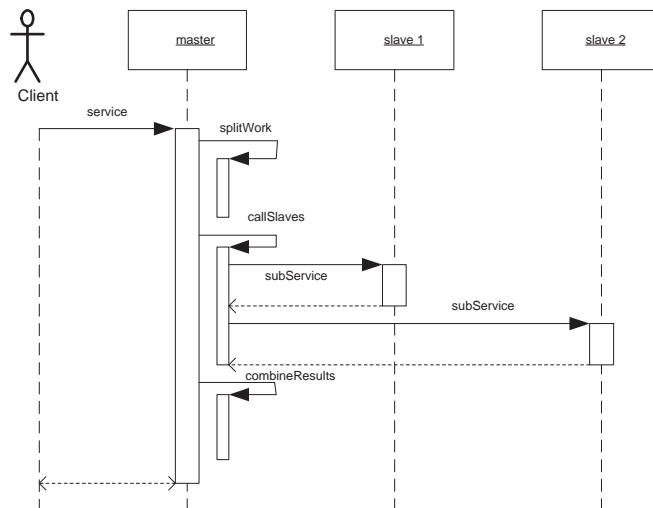 master
slave 1
slave 2
Client
service
splitWork
callSlaves
subService
subService
combineResults